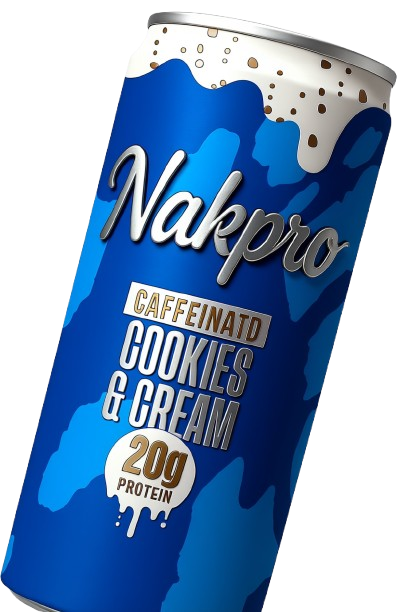 Nakpro
CAFFEINATD
COOKIES
& CREAM
20g
PROTEIN